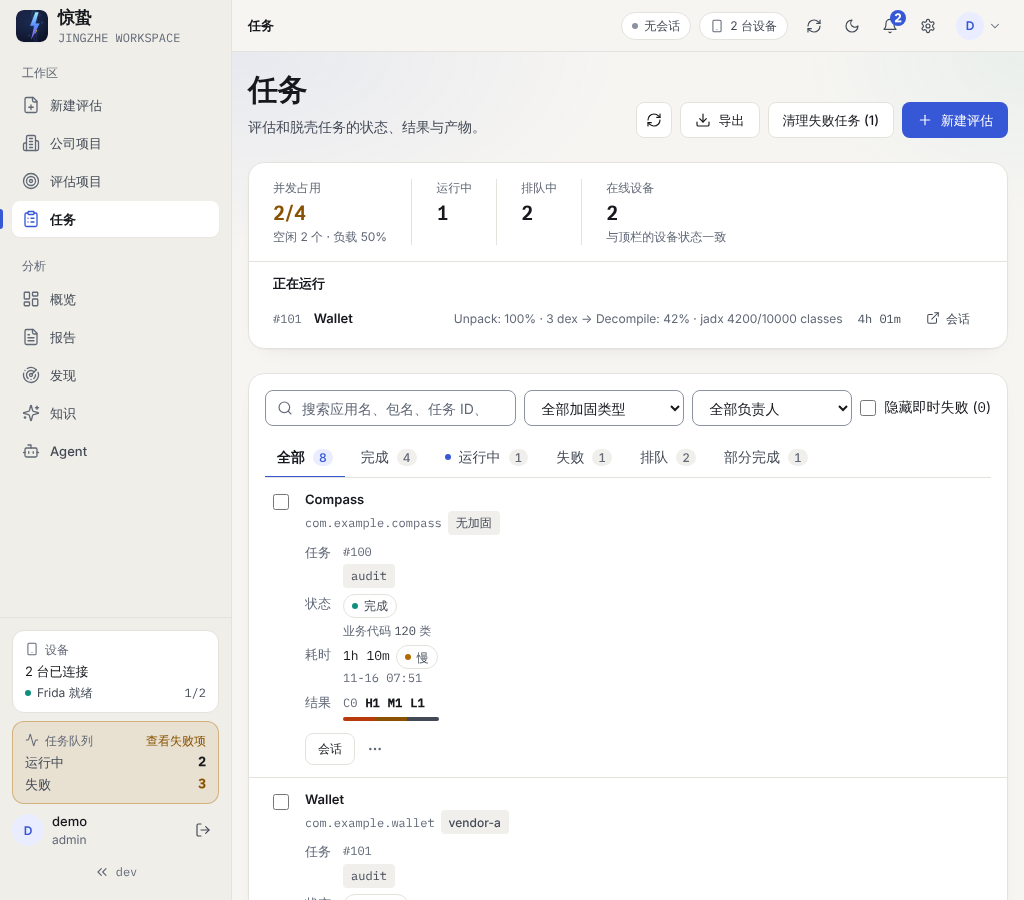 惊蛰
JINGZHE WORKSPACE
工作区
新建评估
公司项目
评估项目
任务
分析
概览
报告
发现
知识
Agent
设备
2 台已连接
Frida 就绪 1/2
任务队列 查看失败项
运行中 2
失败 3
D demo
admin
dev
任务
无会话
2 台设备
2
D
任务
评估和脱壳任务的状态、结果与产物。
导出
清理失败任务 (1)
新建评估
并发占用
2/4
空闲 2 个 · 负载 50%
运行中
1
排队中
2
在线设备
2
与顶栏的设备状态一致
正在运行
#101 Wallet Unpack: 100% · 3 dex → Decompile: 42% · jadx 4200/10000 classes 4h 01m 会话
搜索应用名、包名、任务 ID、
全部加固类型
全部负责人
隐藏即时失败 (0)
全部 8 完成 4 运行中 1 失败 1 排队 2 部分完成 1
Compass
com.example.compass 无加固
任务 #100
audit
状态 完成
业务代码 120 类
耗时 1h 10m 慢
11-16 07:51
结果 C0 H1 M1 L1
会话 ···
Wallet
com.example.wallet vendor-a
任务 #101
audit